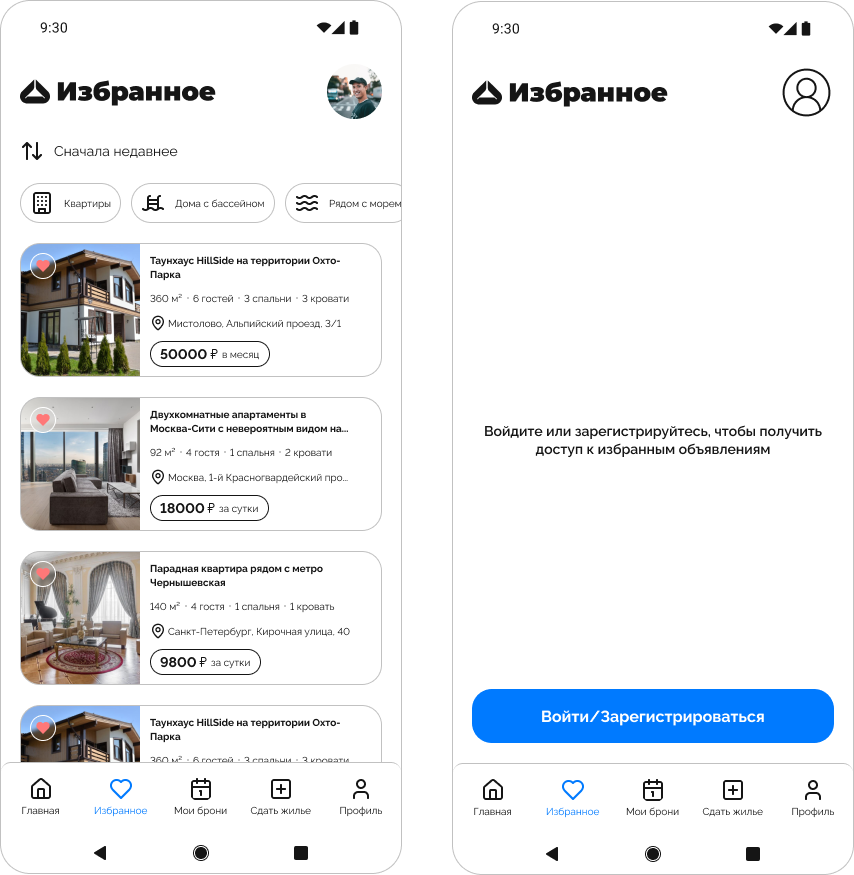 9:30
Избранное
Сначала недавнее
Квартиры
Дома с бассейном
Рядом с морем
Таунхаус HillSide на территории Охто-
Парка
360 м² · 6 гостей · 3 спальни · 3 кровати
Мистолово, Альпийский проезд, 3/1
50000 ₽ в месяц
Двухкомнатные апартаменты в
Москва-Сити с невероятным видом на...
92 м² · 4 гостя · 1 спальня · 2 кровати
Москва, 1-й Красногвардейский про...
18000 ₽ за сутки
Парадная квартира рядом с метро
Чернышевская
140 м² · 4 гостя · 1 спальня · 1 кровать
Санкт-Петербург, Кирочная улица, 40
9800 ₽ за сутки
Таунхаус HillSide на территории Охто-
Парка
360 м² · 6 гостей · 3 спальни · 3 кровати
Главная
Избранное
Мои брони
1
Сдать жилье
Профиль
9:30
Избранное
Войдите или зарегистрируйтесь, чтобы получить
доступ к избранным объявлениям
Войти/Зарегистрироваться
Главная
Избранное
Мои брони
1
Сдать жилье
Профиль